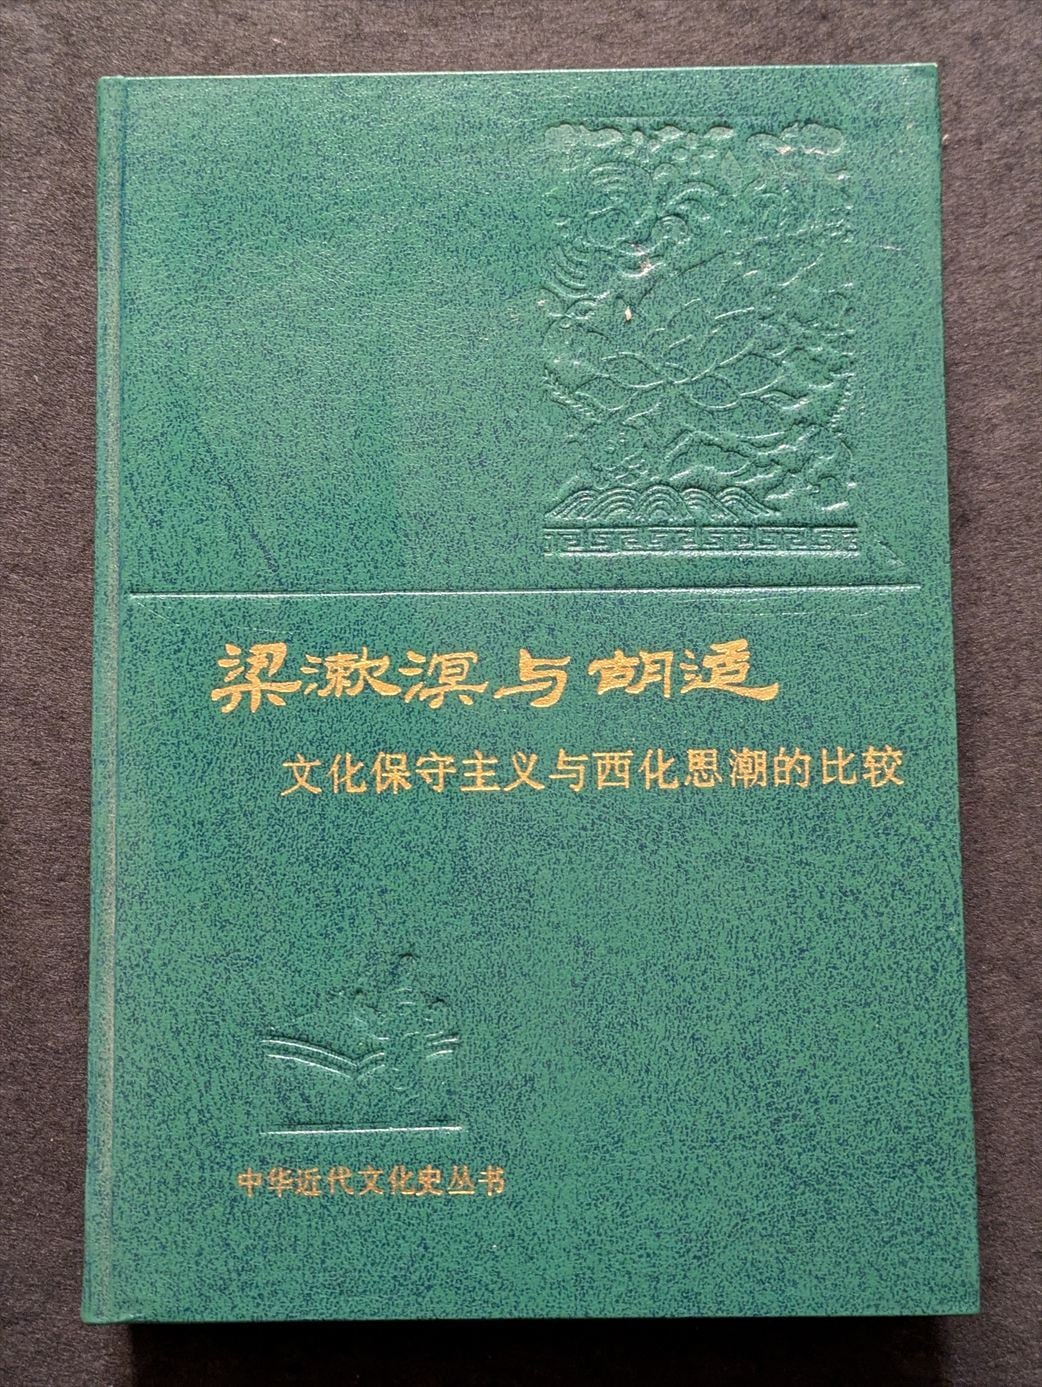 梁漱溟与胡适
文化保守主义与西化思潮的比较
中华近代文化史丛书